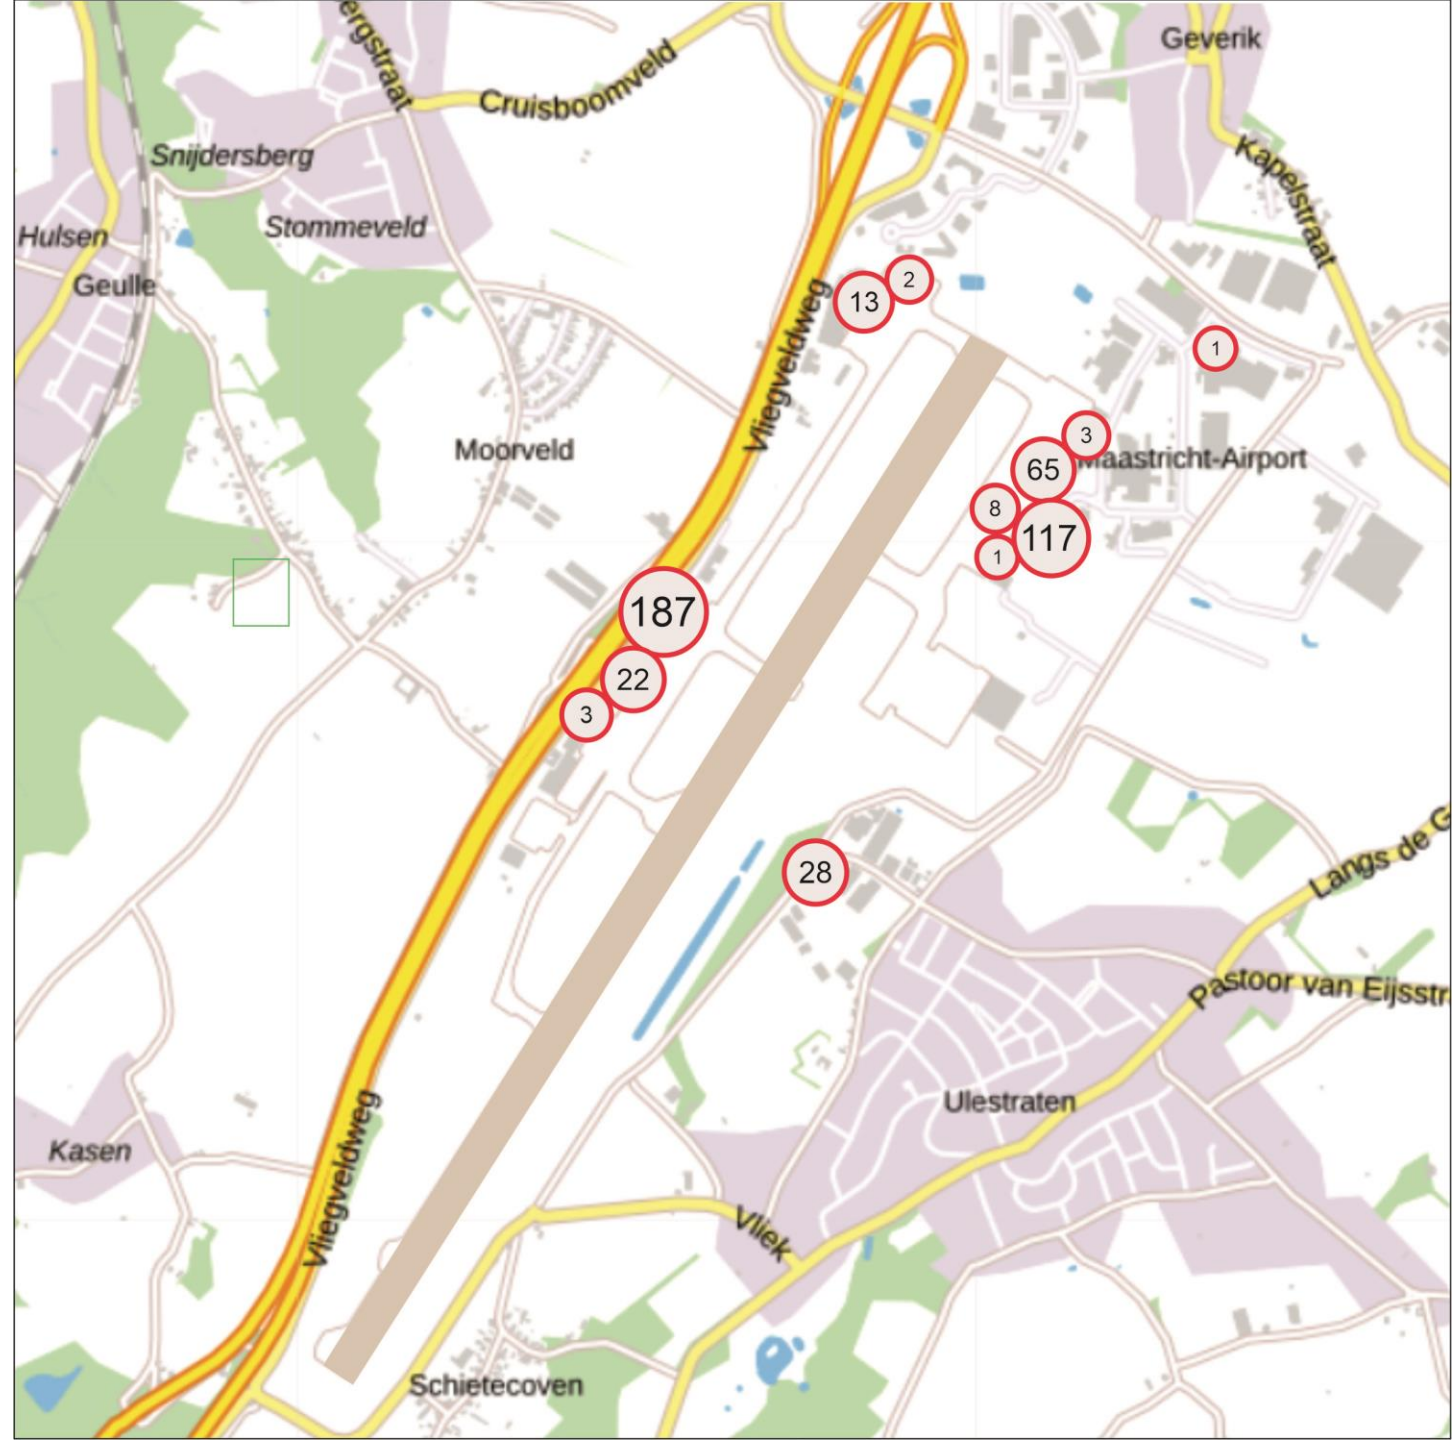 ergstraat
Geverik
Cruisboomveld
Snijdersberg
Kapelstraat
Stommeveld
Hulsen
Geulle
2
13
Vliegveldweg
1
3
Moorveld
65
Maastricht-Airport
8
117
1
187
22
3
28
Langs de G
Pastoor van Eijsstr
Ulestraten
Kasen
Vliegveldweg
Vliek
Schietecoven